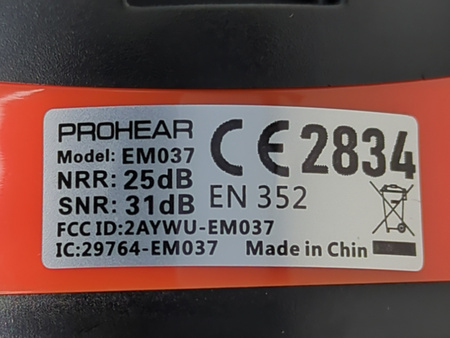 PROHEAR
Model: EM037
NRR: 25dB
SNR: 31dB
CE 2834
EN 352
FCC ID:2AYWU-EM037
IC:29764-EM037
Made in Chin